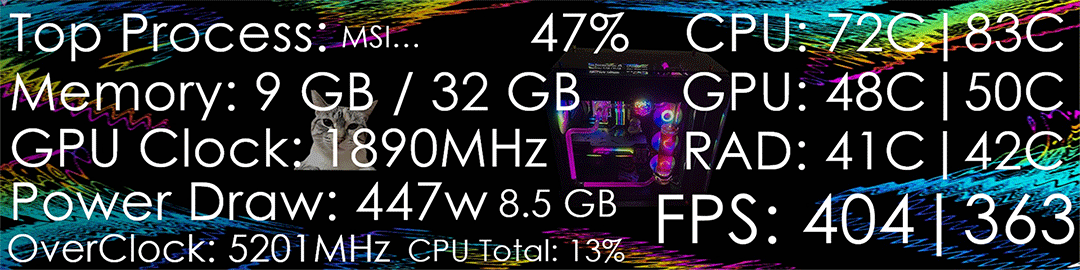 Top Process: MSI... 47% CPU: 72C|83C
Memory: 9 GB / 32 GB GPU: 48C|50C
GPU Clock: 1890MHz RAD: 41C|42C
Power Draw: 447w 8.5 GB FPS: 404|363
OverClock: 5201MHz CPU Total: 13%